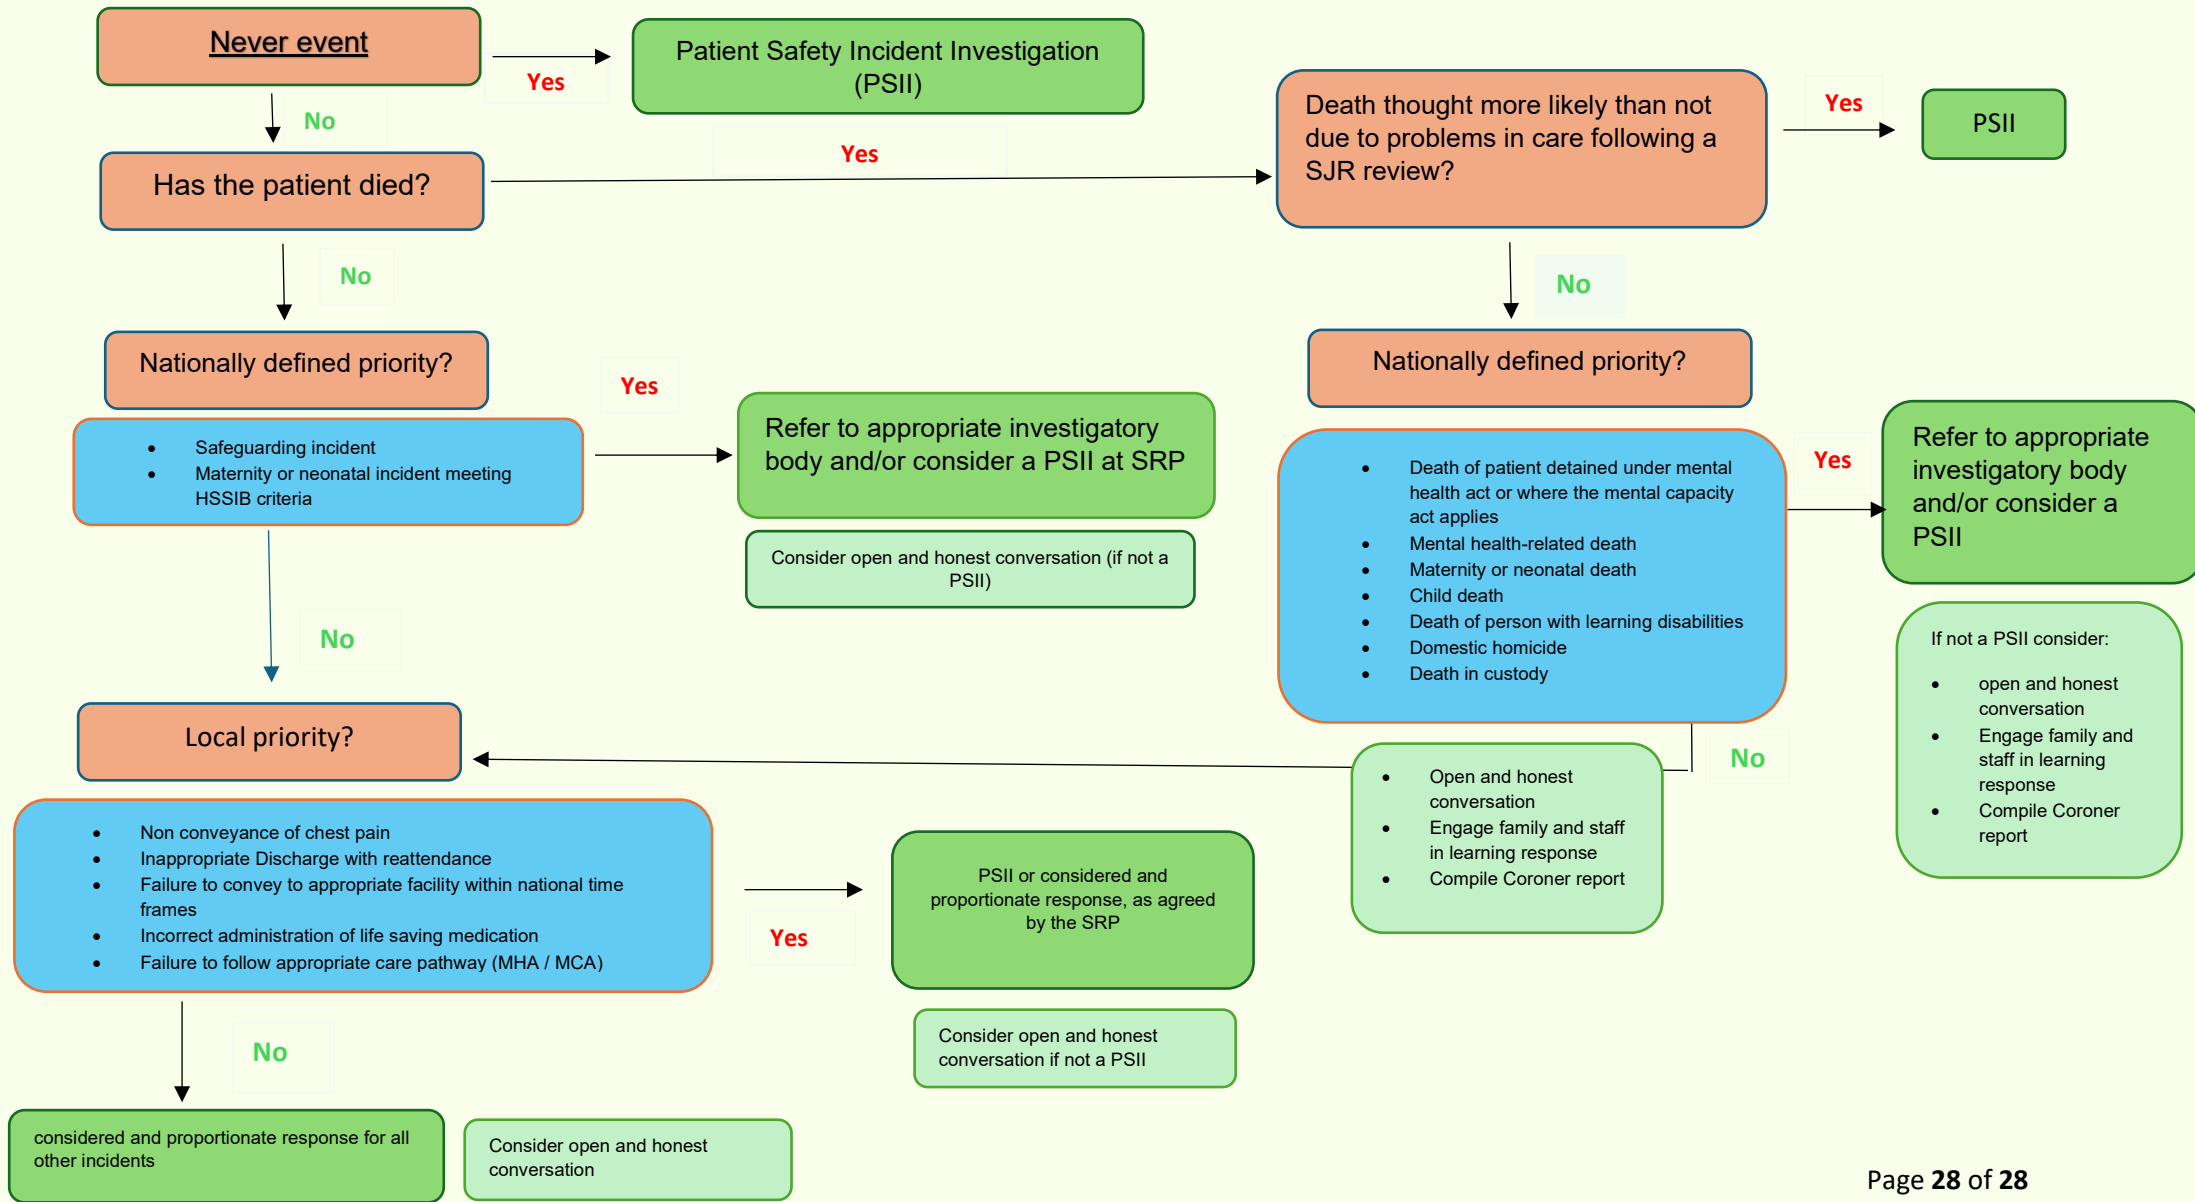 Never event
Yes
Patient Safety Incident Investigation
(PSII)
No
Has the patient died?
Yes
Death thought more likely than not
due to problems in care following a
SJR review?
Yes
PSII
No
No
Nationally defined priority?
• Safeguarding incident
• Maternity or neonatal incident meeting
HSSIB criteria
Yes
Refer to appropriate investigatory
body and/or consider a PSII at SRP
Consider open and honest conversation (if not a
PSII)
Nationally defined priority?
• Death of patient detained under mental
health act or where the mental capacity
act applies
• Mental health-related death
• Maternity or neonatal death
• Child death
• Death of person with learning disabilities
• Domestic homicide
• Death in custody
Yes
Refer to appropriate
investigatory body
and/or consider a
PSII
If not a PSII consider:
• open and honest
conversation
• Engage family and
staff in learning
response
• Compile Coroner
report
No
• Open and honest
conversation
• Engage family and staff
in learning response
• Compile Coroner report
No
Local priority?
• Non conveyance of chest pain
• Inappropriate Discharge with reattendance
• Failure to convey to appropriate facility within national time
frames
• Incorrect administration of life saving medication
• Failure to follow appropriate care pathway (MHA / MCA)
Yes
PSII or considered and
proportionate response, as agreed
by the SRP
Consider open and honest
conversation if not a PSII
No
considered and proportionate response for all
other incidents
Consider open and honest
conversation
Page 28 of 28